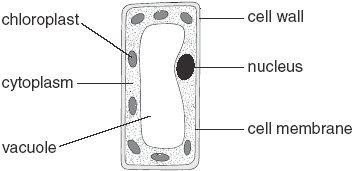 chloroplast
cytoplasm
vacuole
cell wall
nucleus
cell membrane